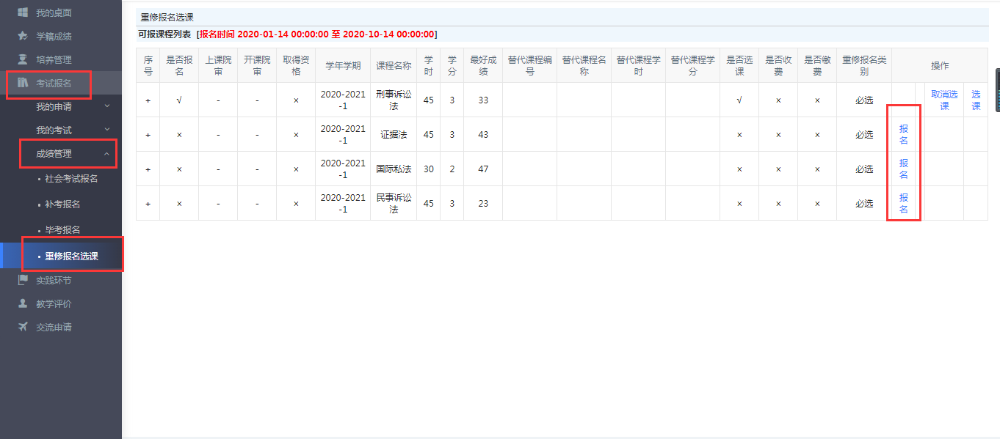 我的桌面
学籍成绩
培养管理
考试报名
我的申请
我的考试
成绩管理
• 社会考试报名
• 补考报名
• 毕考报名
• 重修报名选课
实践环节
教学评价
交流申请
重修报名选课
可报课程列表 [报名时间 2020-01-14 00:00:00 至 2020-10-14 00:00:00]
序号 是否报名 上课院审 开课院审 取得资格 学年学期 课程名称 学时 学分 最好成绩 替代课程编号 替代课程名称 替代课程学时 替代课程学分 是否选课 是否收费 是否缴费 重修报名类别 操作
+ √ - - × 2020-2021-1 刑事诉讼法 45 3 33 √ × × 必选 取消选课 选课
+ × - - × 2020-2021-1 证据法 45 3 43 × × × 必选 报名
+ × - - × 2020-2021-1 国际私法 30 2 47 × × × 必选 报名
+ × - - × 2020-2021-1 民事诉讼法 45 3 23 × × × 必选 报名